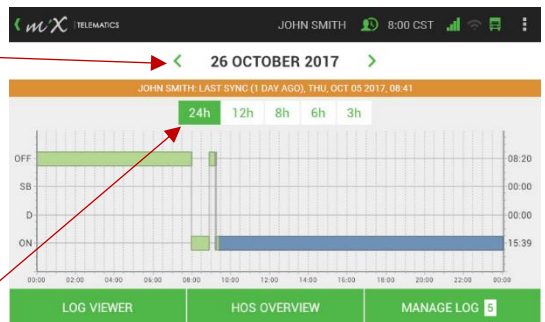 mix TELEMATICS JOHN SMITH 8:00 CST
26 OCTOBER 2017
JOHN SMITH: LAST SYNC (1 DAY AGO), THU, OCT 05 2017, 08:41
24h 12h 8h 6h 3h
OFF 08:20
SB 00:00
D 00:00
ON 15:39
00:00 02:00 04:00 06:00 08:00 10:00 12:00 14:00 16:00 18:00 20:00 22:00 00:00
LOG VIEWER HOS OVERVIEW MANAGE LOG 5